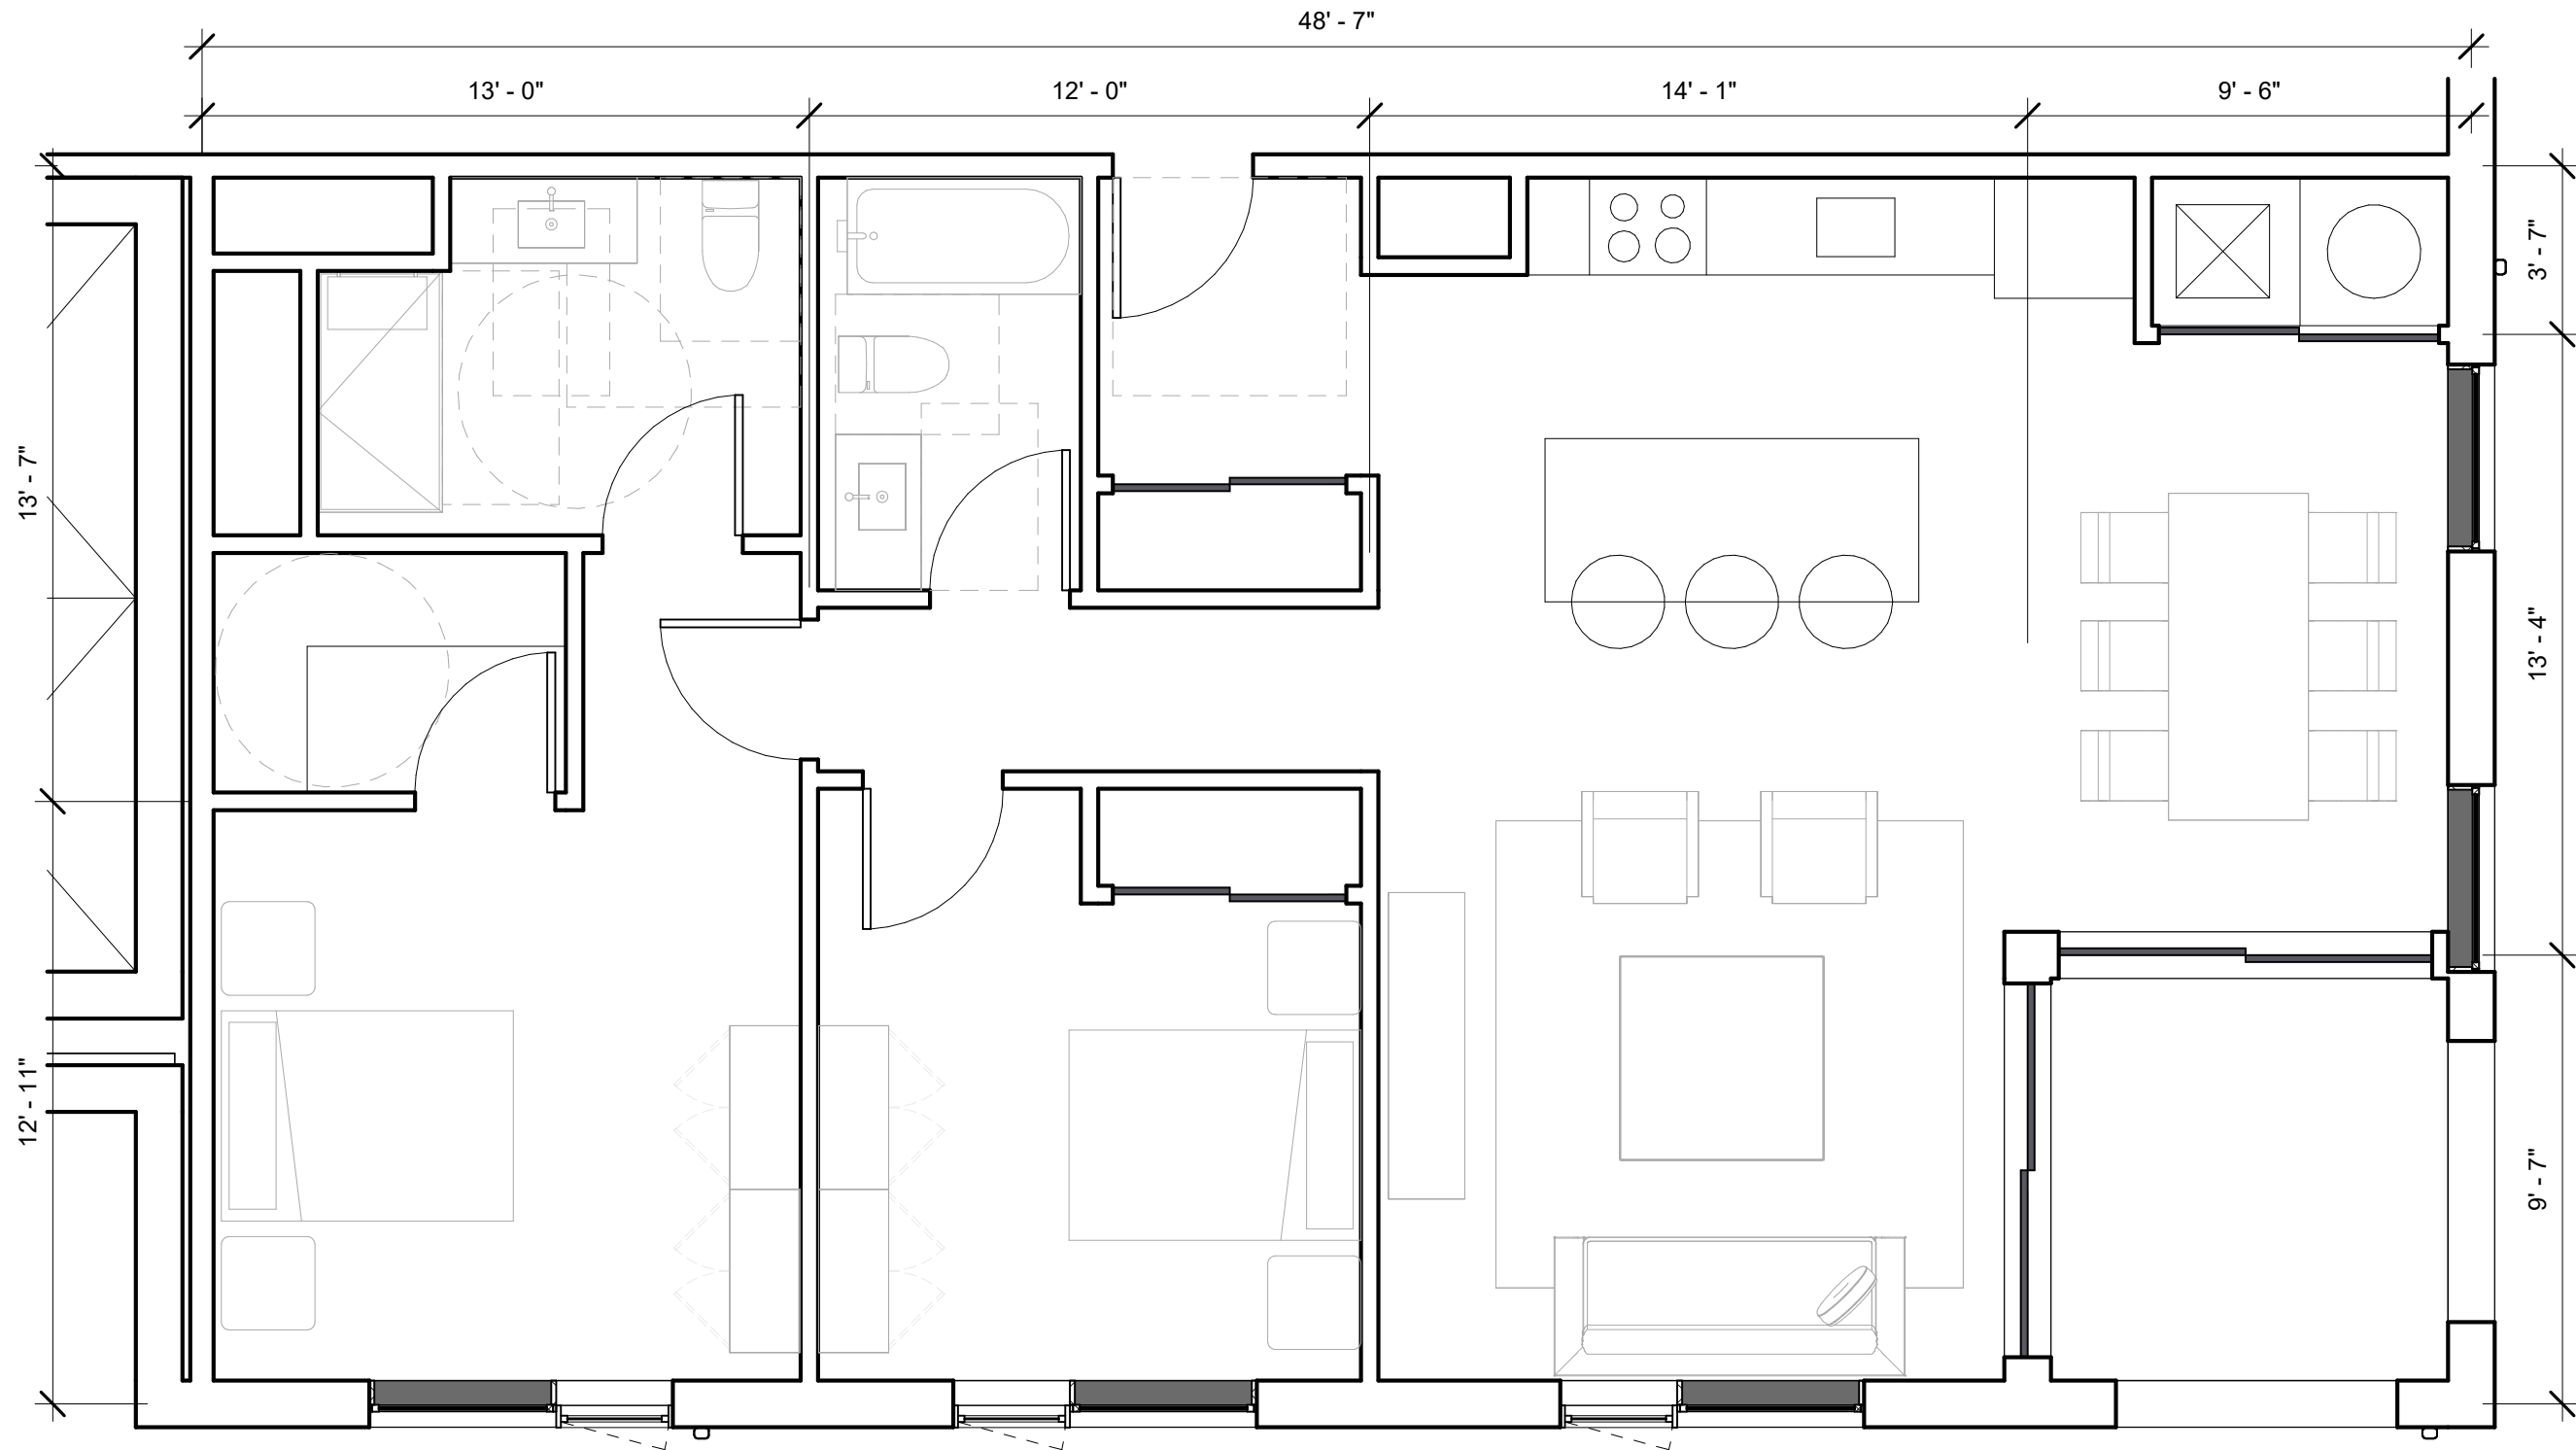 48' - 7"
13' - 0"
12' - 0"
14' - 1"
9' - 6"
3' - 7"
13' - 7"
13' - 4"
12' - 11"
9' - 7"